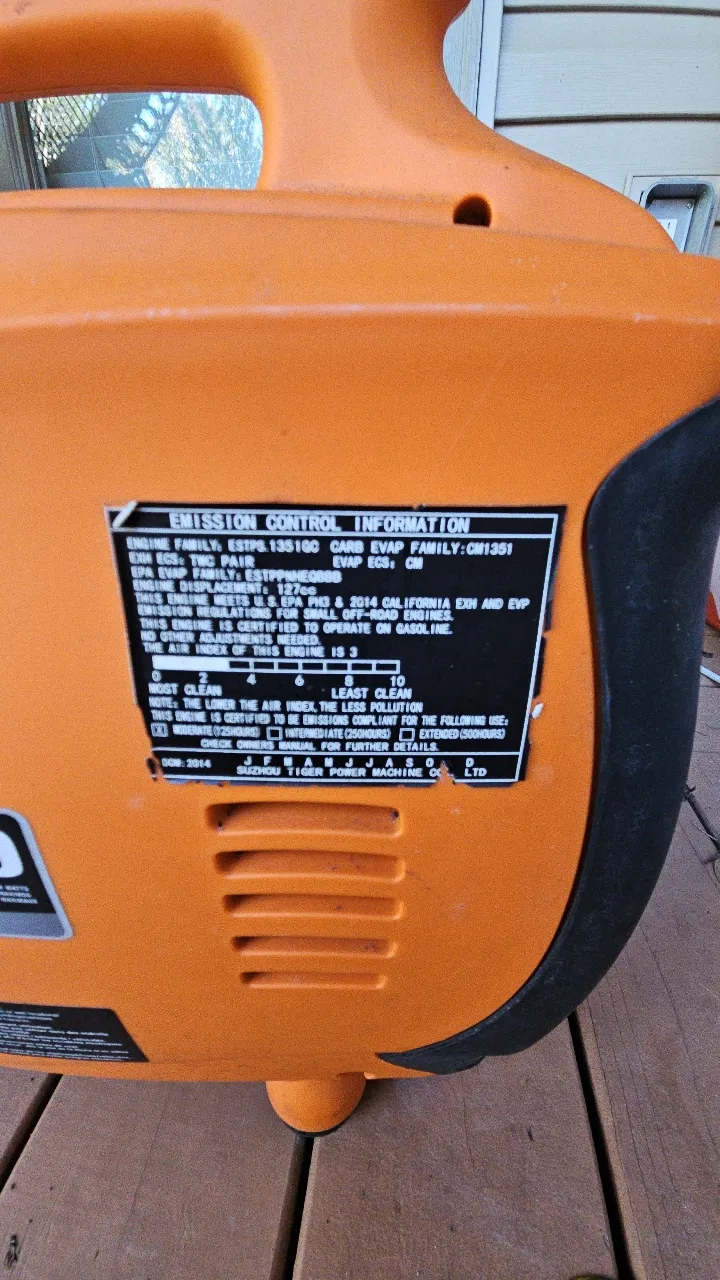 EMISSION CONTROL INFORMATION
ENGINE FAMILY: ESTPS.1351GC CARB EVAP FAMILY:CM1351
EXH ECS: TWC PAIR EVAP ECS: CM
EPA EVAP FAMILY:
ENGINE DISPLACEMENT: 127cc
THIS ENGINE MEETS U.S EPA PH3 & 2014 CALIFORNIA EXH AND EVP
EMISSION REGULATIONS FOR SMALL OFF-ROAD ENGINES.
THIS ENGINE IS CERTIFIED TO OPERATE ON GASOLINE.
NO OTHER ADJUSTMENTS NEEDED.
THE AIR INDEX OF THIS ENGINE IS 3
0 2 4 6 8 10
MOST CLEAN LEAST CLEAN
NOTE: THE LOWER THE AIR INDEX, THE LESS POLLUTION
THIS ENGINE IS CERTIFIED TO BE EMISSIONS COMPLIANT FOR THE FOLLOWING USE:
MODERATE(125HOURS) INTERMEDIATE(250HOURS) EXTENDED(500HOURS)
CHECK OWNERS MANUAL FOR FURTHER DETAILS.
DOM: 2014 J F M A M J J A S O D
SUZHOU TIGER POWER MACHINE CO., LTD
WATTS